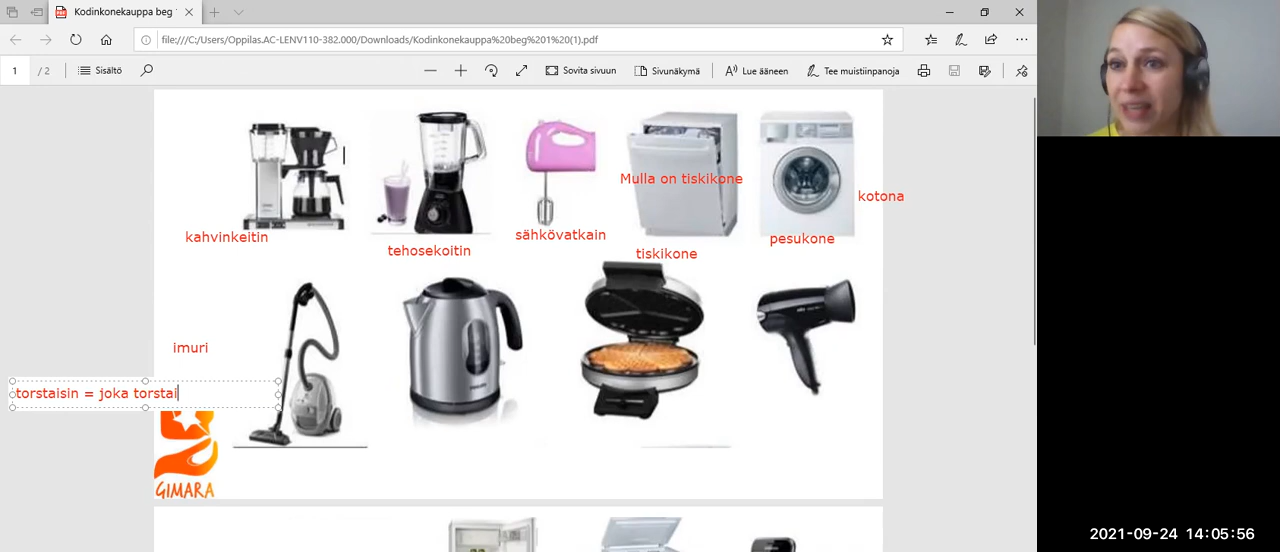 Kodinkonekauppa beg
file:///C:/Users/Oppilas.AC-LENV110-382.000/Downloads/Kodinkonekauppa%20beg%201%20(1).pdf
1 / 2 Sisältö Sovita sivuun Sivunäkymä Lue ääneen Tee muistiinpanoja
Mulla on tiskikone
kotona
kahvinkeitin
tehosekoitin
sähkövatkain
tiskikone
pesukone
imuri
torstaisin = joka torstai
GIMARA
2021-09-24 14:05:56